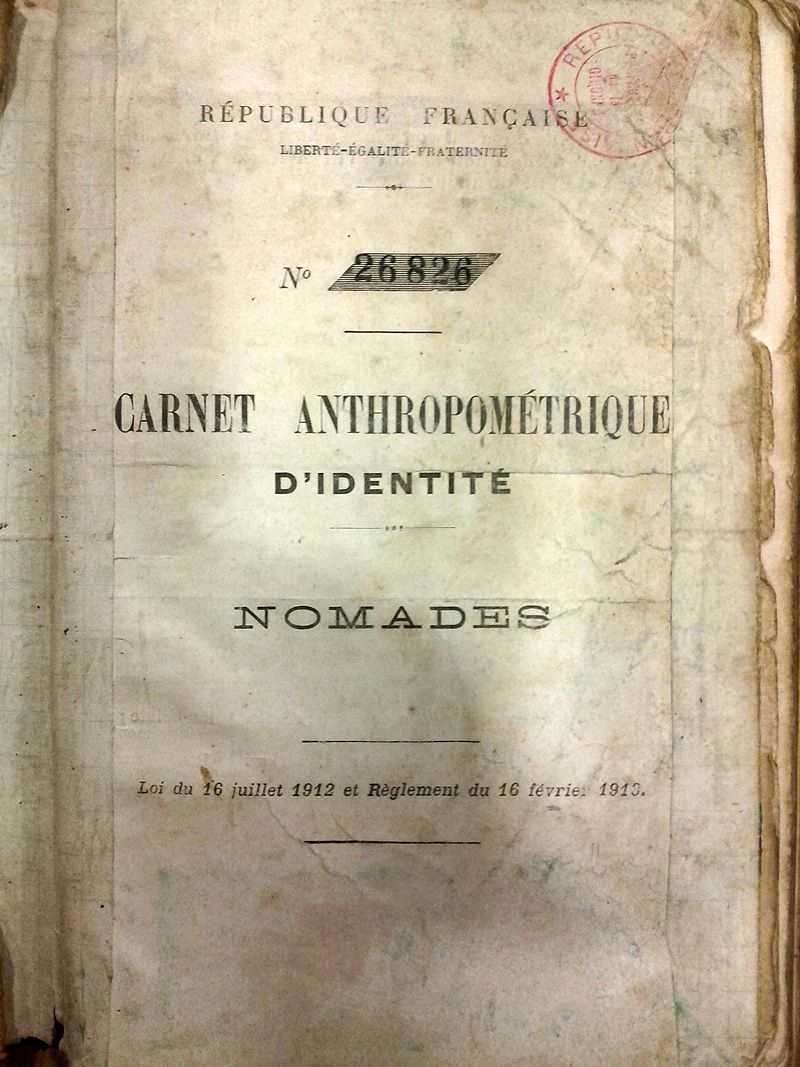 RÉPUBLIQUE FRANÇAISE
LIBERTÉ-ÉGALITÉ-FRATERNITÉ
Nº 26826
CARNET ANTHROPOMÉTRIQUE
D'IDENTITÉ
NOMADES
Loi du 16 juillet 1912 et Règlement du 16 février 1913.